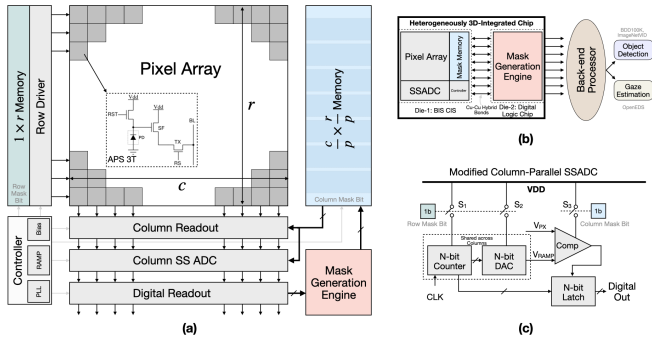 1 × r Memory
Row Mask Bit
Row Driver
Pixel Array
r
c
Vdd
Vdd
RST
SF
BL
PD
TX
APS 3T
RS
c/p × r/p Memory
Column Mask Bit
Controller
Bias
RAMP
PLL
Column Readout
Column SS ADC
Digital Readout
Mask Generation Engine
(a)
Heterogeneously 3D-Integrated Chip
Pixel Array
Mask Memory
SSADC
Controller
Mask Generation Engine
Cu-Cu Hybrid Bonds
Die-1: BIS CIS
Die-2: Digital Logic Chip
Back-end Processor
BDD100K, ImageNetVID
Object Detection
Gaze Estimation
OpenEDS
(b)
Modified Column-Parallel SSADC
VDD
S1
S2
S3
1b
Row Mask Bit
1b
Column Mask Bit
Shared across Columns
VPX
VRAMP
Comp
N-bit Counter
N-bit DAC
CLK
N-bit Latch
Digital Out
(c)